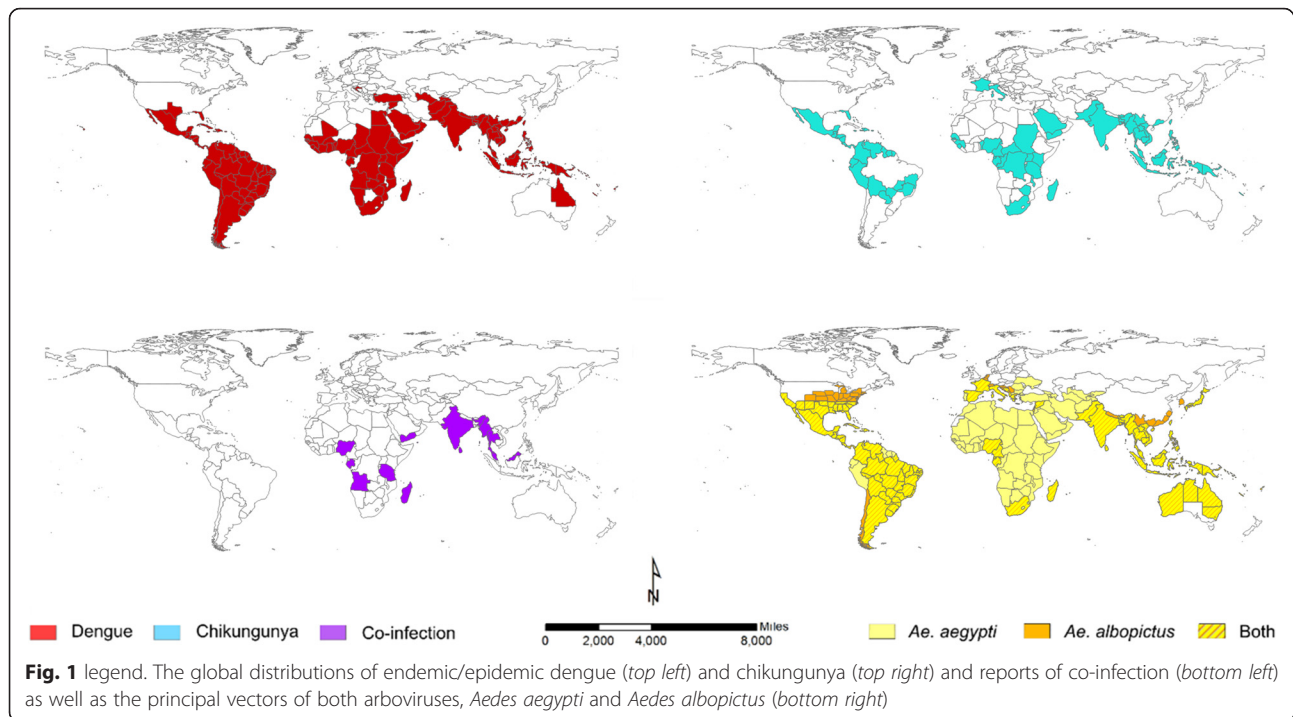 N
Dengue Chikungunya Co-infection
0 2,000 4,000 8,000 Miles
Ae. aegypti Ae. albopictus Both
Fig. 1 legend. The global distributions of endemic/epidemic dengue (top left) and chikungunya (top right) and reports of co-infection (bottom left)
as well as the principal vectors of both arboviruses, Aedes aegypti and Aedes albopictus (bottom right)